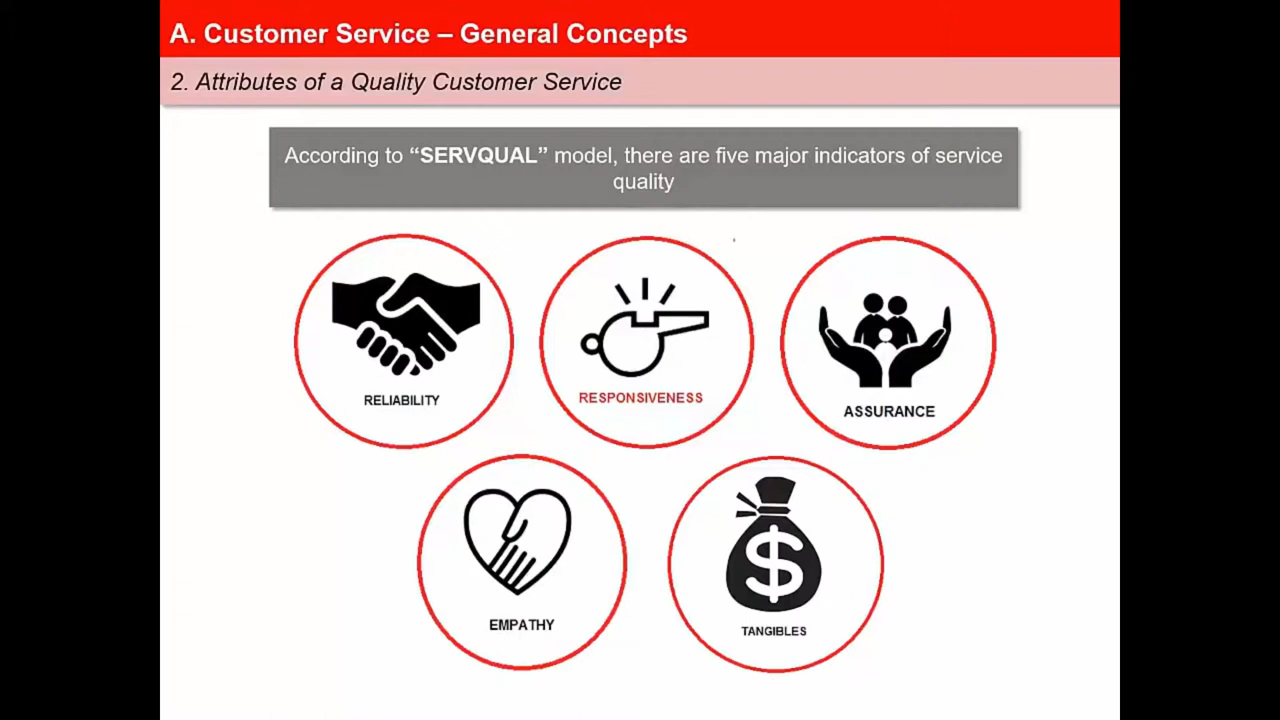 A. Customer Service – General Concepts
2. Attributes of a Quality Customer Service
According to “SERVQUAL” model, there are five major indicators of service
quality
RELIABILITY
RESPONSIVENESS
ASSURANCE
EMPATHY
$
TANGIBLES